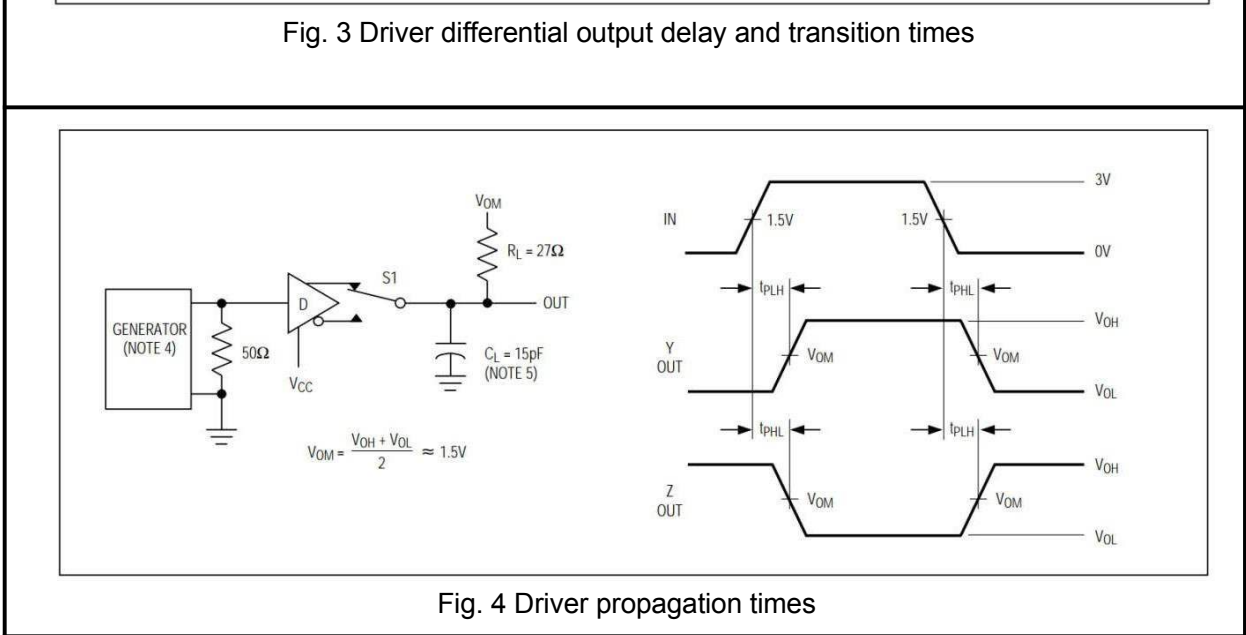 Fig. 3 Driver differential output delay and transition times
VOM
RL = 27Ω
S1
D
OUT
GENERATOR
(NOTE 4)
50Ω
VCC
CL = 15pF
(NOTE 5)
VOM = VOH + VOL / 2 ≈ 1.5V
IN
1.5V
1.5V
3V
0V
tPLH
tPHL
Y
OUT
VOM
VOM
VOH
VOL
tPHL
tPLH
Z
OUT
VOM
VOM
VOH
VOL
Fig. 4 Driver propagation times